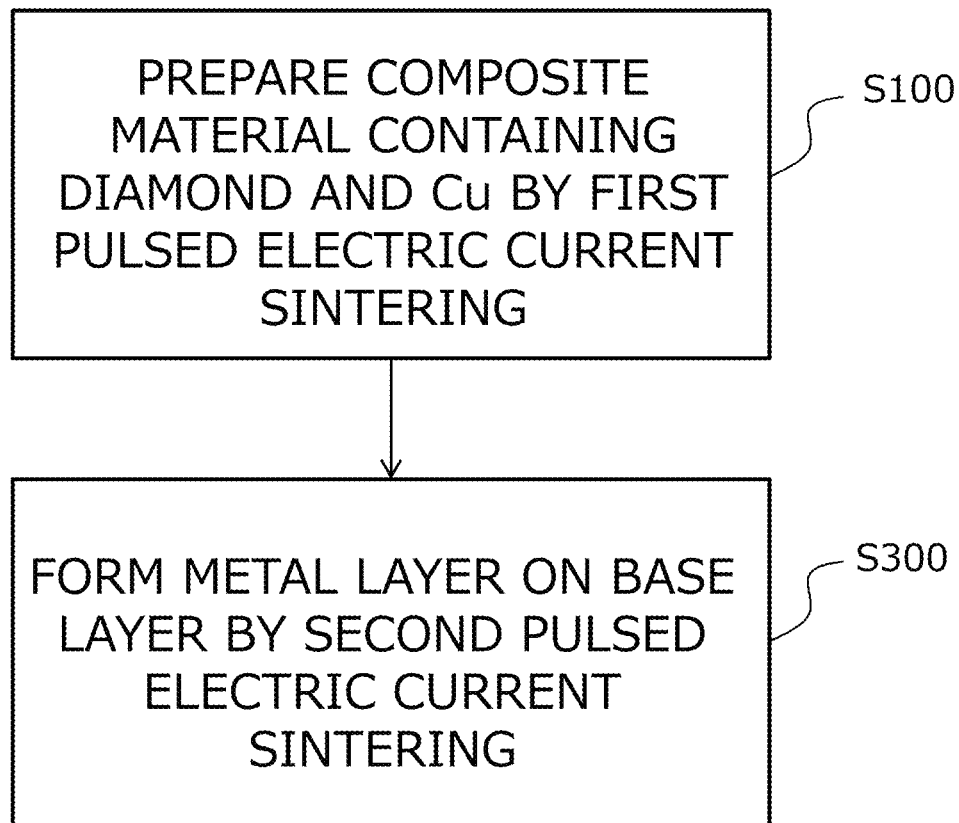 PREPARE COMPOSITE
MATERIAL CONTAINING
DIAMOND AND Cu BY FIRST
PULSED ELECTRIC CURRENT
SINTERING
S100
FORM METAL LAYER ON BASE
LAYER BY SECOND PULSED
ELECTRIC CURRENT
SINTERING
S300